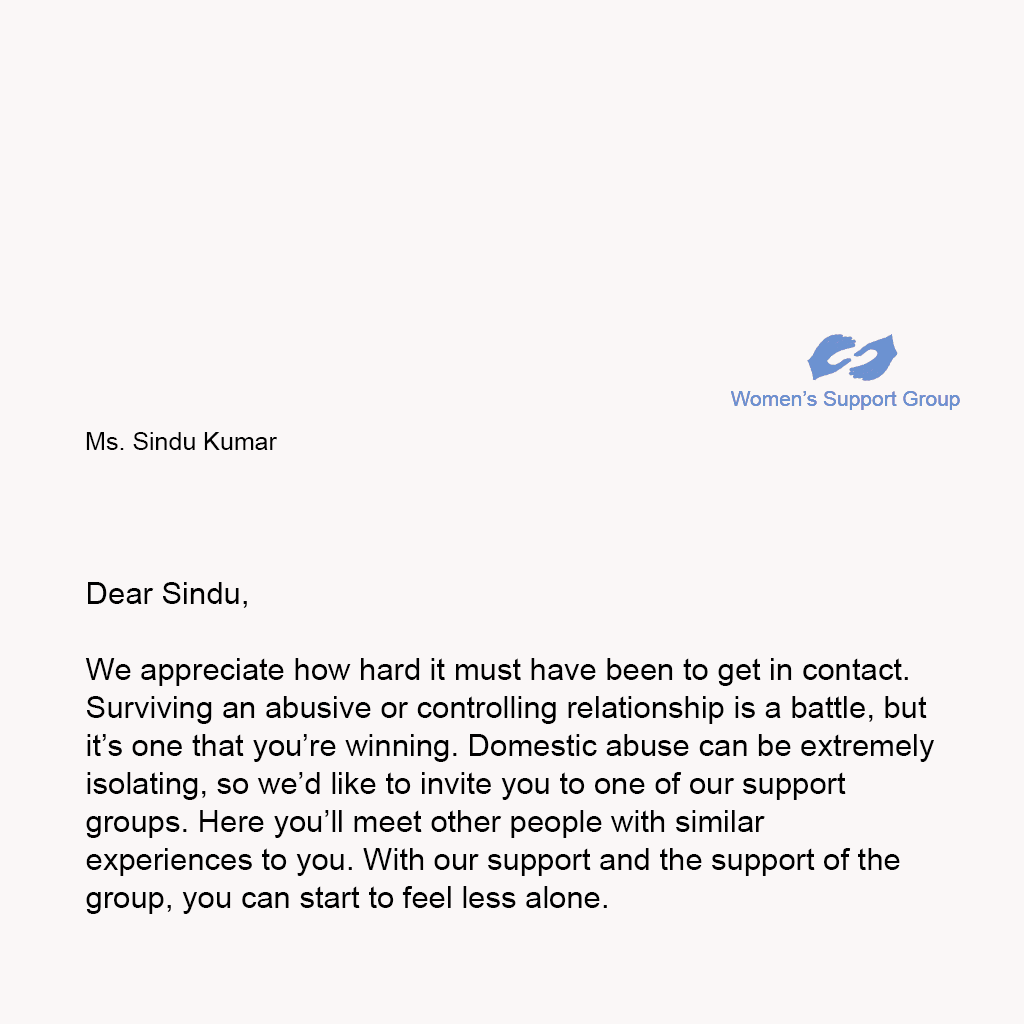 Women’s Support Group
Ms. Sindu Kumar
Dear Sindu,
We appreciate how hard it must have been to get in contact.
Surviving an abusive or controlling relationship is a battle, but
it’s one that you’re winning. Domestic abuse can be extremely
isolating, so we’d like to invite you to one of our support
groups. Here you’ll meet other people with similar
experiences to you. With our support and the support of the
group, you can start to feel less alone.